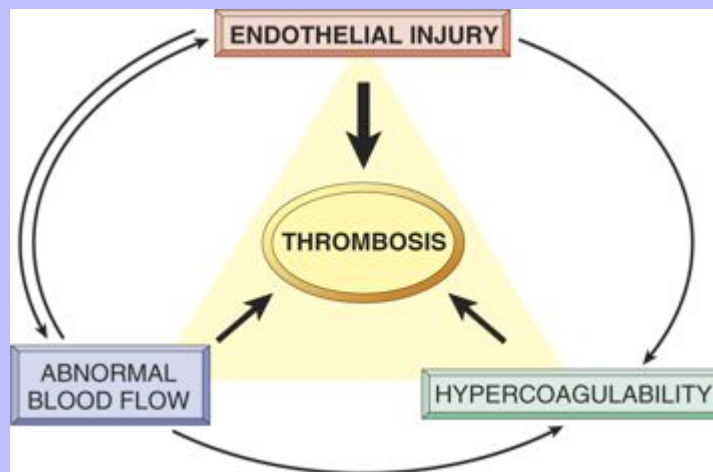 ENDOTHELIAL INJURY
THROMBOSIS
ABNORMAL
BLOOD FLOW
HYPERCOAGULABILITY